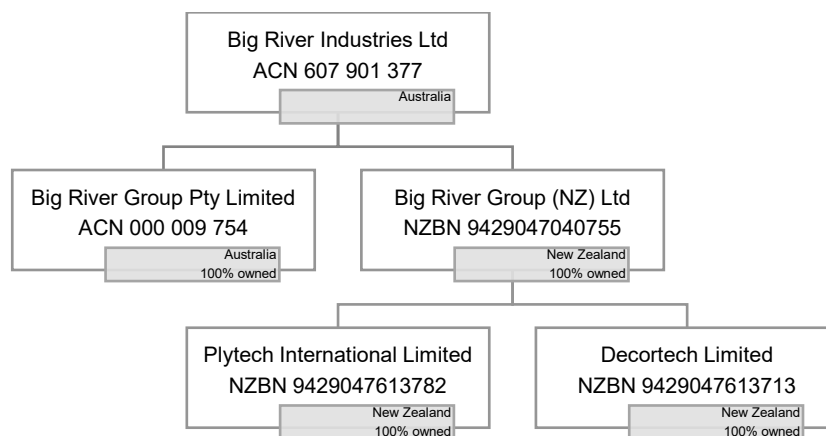 Big River Industries Ltd
ACN 607 901 377
Australia
Big River Group Pty Limited
ACN 000 009 754
Australia
100% owned
Big River Group (NZ) Ltd
NZBN 9429047040755
New Zealand
100% owned
Plytech International Limited
NZBN 9429047613782
New Zealand
100% owned
Decortech Limited
NZBN 9429047613713
New Zealand
100% owned